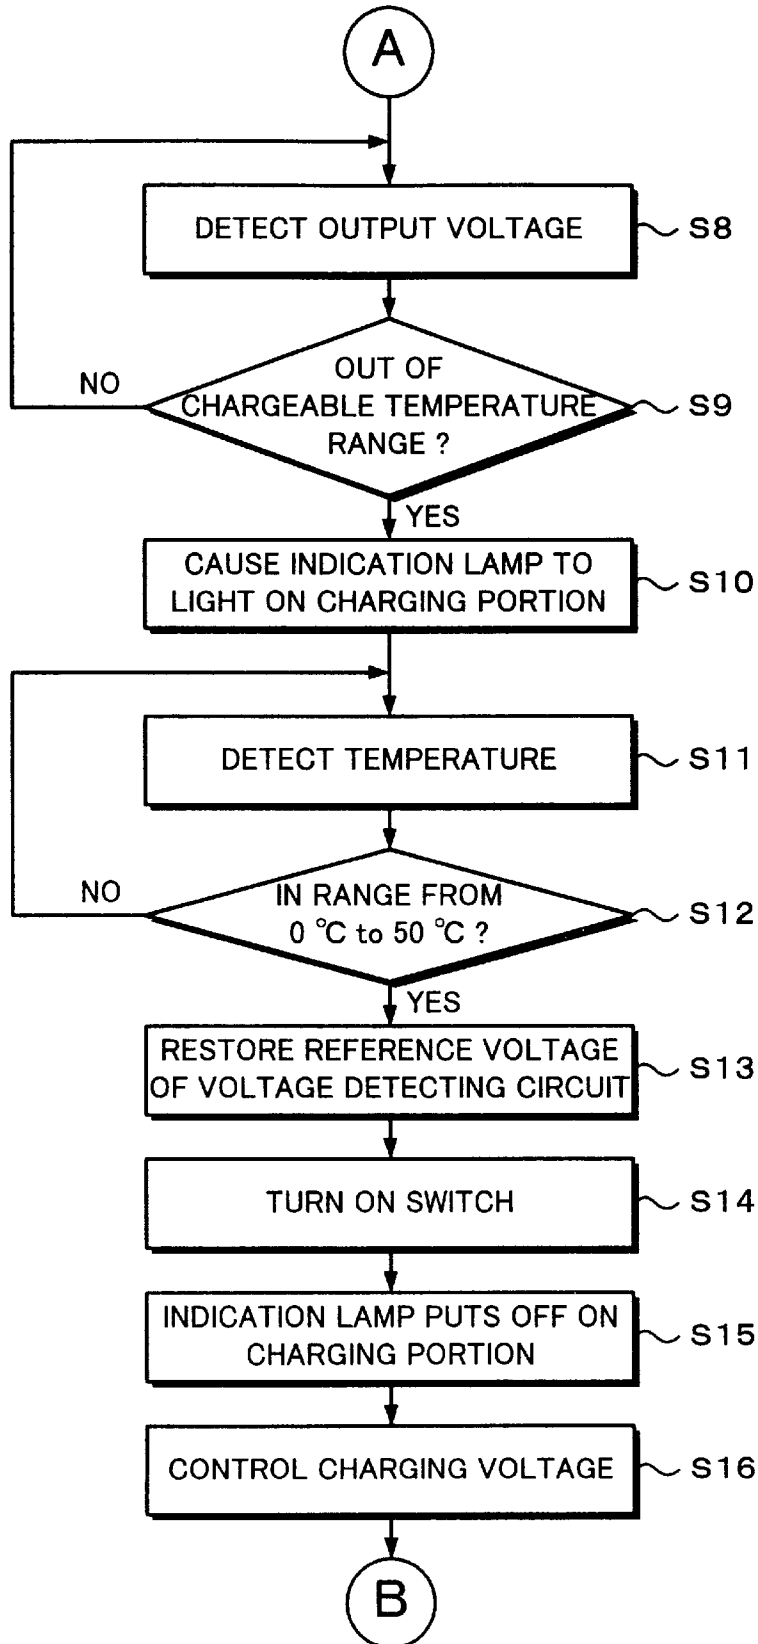 A
DETECT OUTPUT VOLTAGE
S8
OUT OF
CHARGEABLE TEMPERATURE
RANGE ?
S9
NO
YES
CAUSE INDICATION LAMP TO
LIGHT ON CHARGING PORTION
S10
DETECT TEMPERATURE
S11
IN RANGE FROM
0 °C to 50 °C ?
S12
NO
YES
RESTORE REFERENCE VOLTAGE
OF VOLTAGE DETECTING CIRCUIT
S13
TURN ON SWITCH
S14
INDICATION LAMP PUTS OFF ON
CHARGING PORTION
S15
CONTROL CHARGING VOLTAGE
S16
B